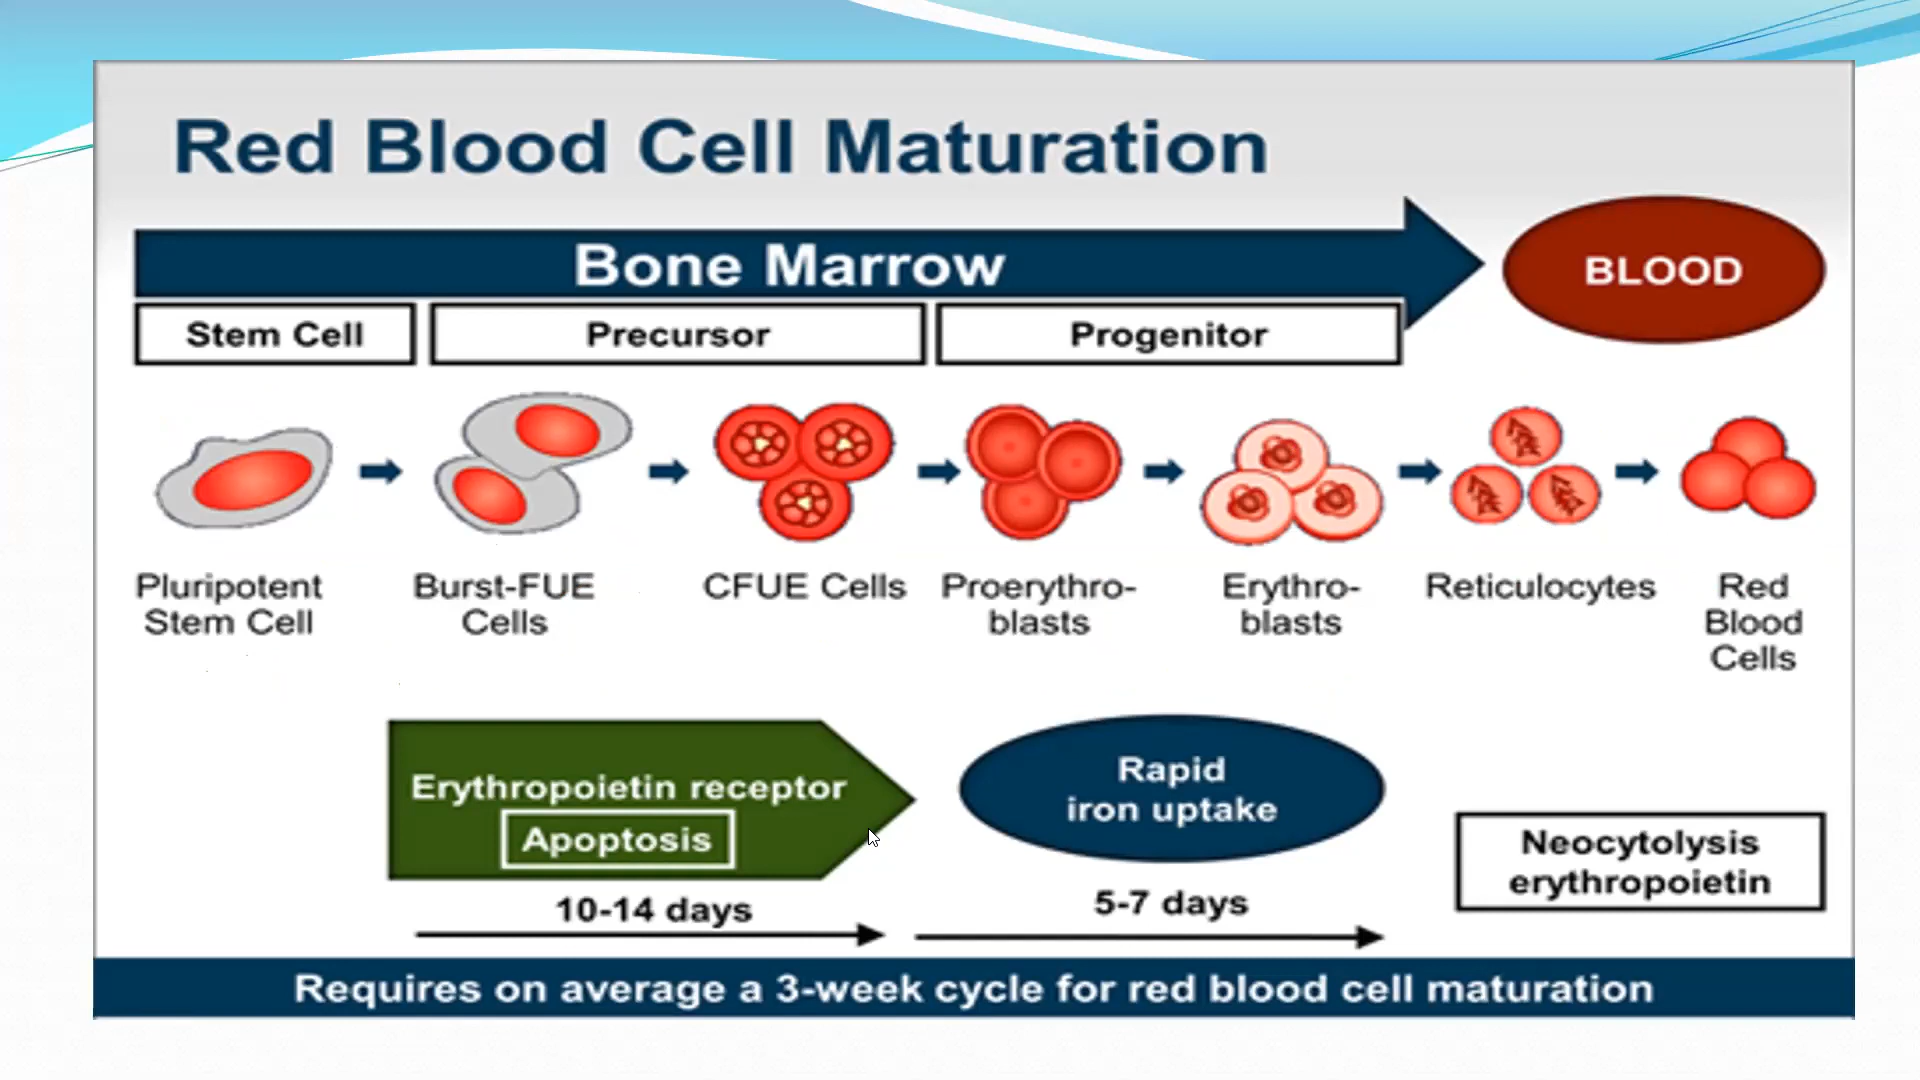 Red Blood Cell Maturation
Bone Marrow
BLOOD
Stem Cell
Precursor
Progenitor
Pluripotent
Stem Cell
Burst-FUE
Cells
CFUE Cells
Proerythro-
blasts
Erythro-
blasts
Reticulocytes
Red
Blood
Cells
Erythropoietin receptor
Apoptosis
10-14 days
Rapid
iron uptake
5-7 days
Neocytolysis
erythropoietin
Requires on average a 3-week cycle for red blood cell maturation